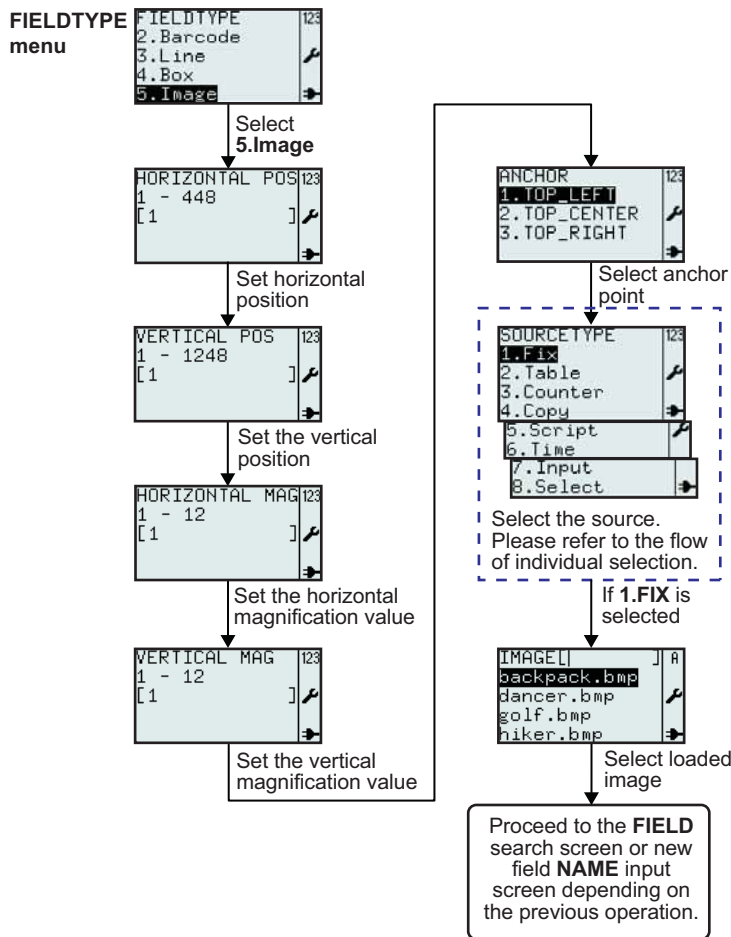 FIELDTYPE
menu
FIELDTYPE 123
2.Barcode
3.Line
4.Box
5.Image
Select
5.Image
HORIZONTAL POS 123
1 - 448
[1 ]
Set horizontal
position
VERTICAL POS 123
1 - 1248
[1 ]
Set the vertical
position
HORIZONTAL MAG 123
1 - 12
[1 ]
Set the horizontal
magnification value
VERTICAL MAG 123
1 - 12
[1 ]
Set the vertical
magnification value
ANCHOR 123
1.TOP_LEFT
2.TOP_CENTER
3.TOP_RIGHT
Select anchor
point
SOURCETYPE 123
1.Fix
2.Table
3.Counter
4.Copy
5.Script
6.Time
7.Input
8.Select
Select the source.
Please refer to the flow
of individual selection.
If 1.FIX is
selected
IMAGE[ ] A
backpack.bmp
dancer.bmp
golf.bmp
hiker.bmp
Select loaded
image
Proceed to the FIELD
search screen or new
field NAME input
screen depending on
the previous operation.